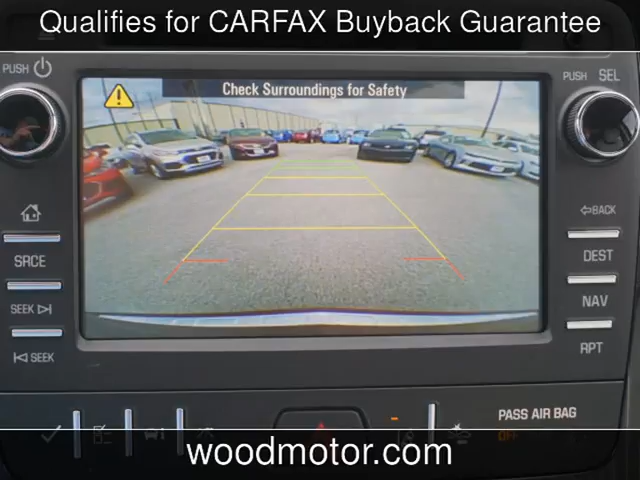 Qualifies for CARFAX Buyback Guarantee
PUSH
PUSH SEL
Check Surroundings for Safety
BACK
SRCE
DEST
SEEK
NAV
SEEK
RPT
PASS AIR BAG
OFF
woodmotor.com